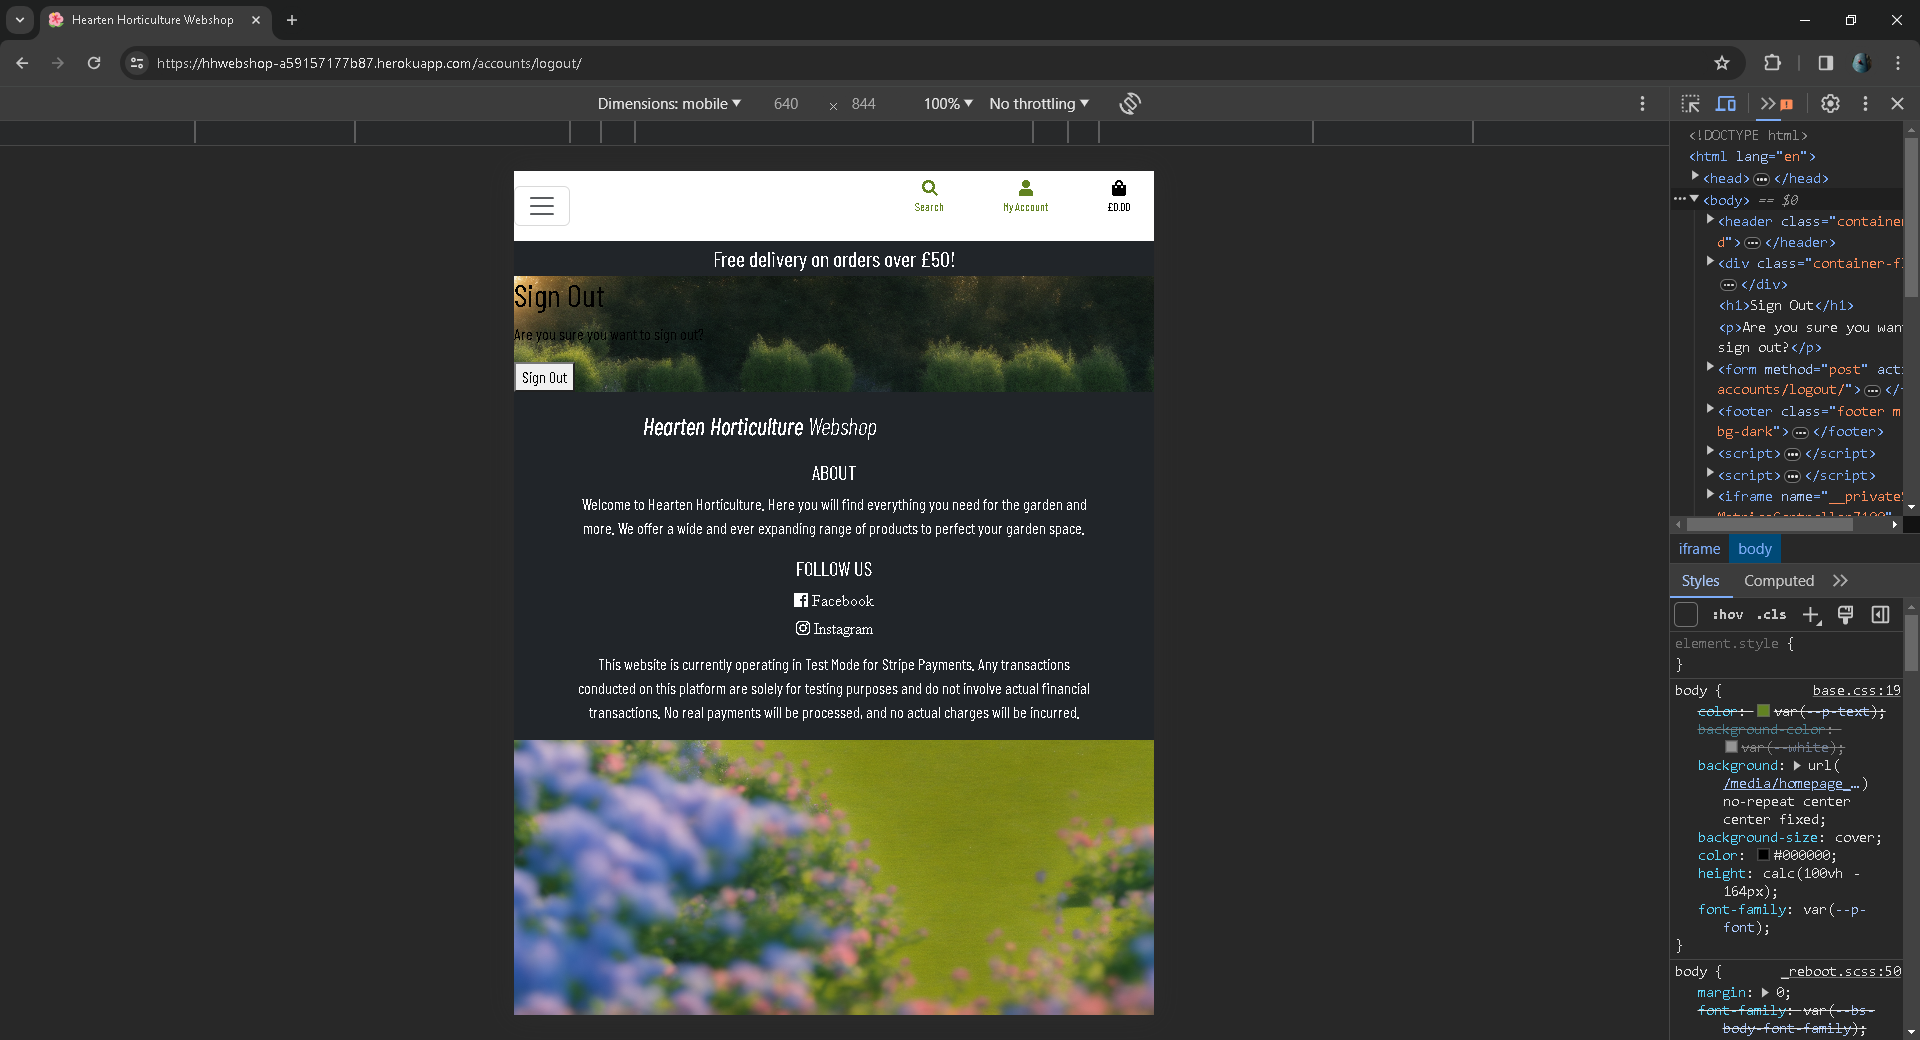 Hearten Horticulture Webshop
https://hhwebshop-a59157177b87.herokuapp.com/accounts/logout/
Dimensions: mobile ▼ 640 × 844 100% ▼ No throttling ▼
Search
My Account
£0.00
Free delivery on orders over £50!
Sign Out
Are you sure you want to sign out?
Sign Out
Hearten Horticulture Webshop
ABOUT
Welcome to Hearten Horticulture. Here you will find everything you need for the garden and
more. We offer a wide and ever expanding range of products to perfect your garden space.
FOLLOW US
Facebook
Instagram
This website is currently operating in Test Mode for Stripe Payments. Any transactions
conducted on this platform are solely for testing purposes and do not involve actual financial
transactions. No real payments will be processed, and no actual charges will be incurred.
<!DOCTYPE html>
<html lang="en">
<head> ••• </head>
••• <body> == $0
<header class="container
d"> ••• </header>
<div class="container-fl
••• </div>
<h1>Sign Out</h1>
<p>Are you sure you wan
sign out?</p>
<form method="post" acti
accounts/logout/"> ••• </f
<footer class="footer m
bg-dark"> ••• </footer>
<script> ••• </script>
<script> ••• </script>
<iframe name="__privateS
iframe body
Styles Computed
:hov .cls
element.style {
}
body { base.css:19
color: var(--p-text);
background-color:
var(--white);
background: url(
/media/homepage_…)
no-repeat center
center fixed;
background-size: cover;
color: #000000;
height: calc(100vh -
164px);
font-family: var(--p-
font);
}
body { _reboot.scss:50
margin: 0;
font-family: var(--bs-
body-font-family);